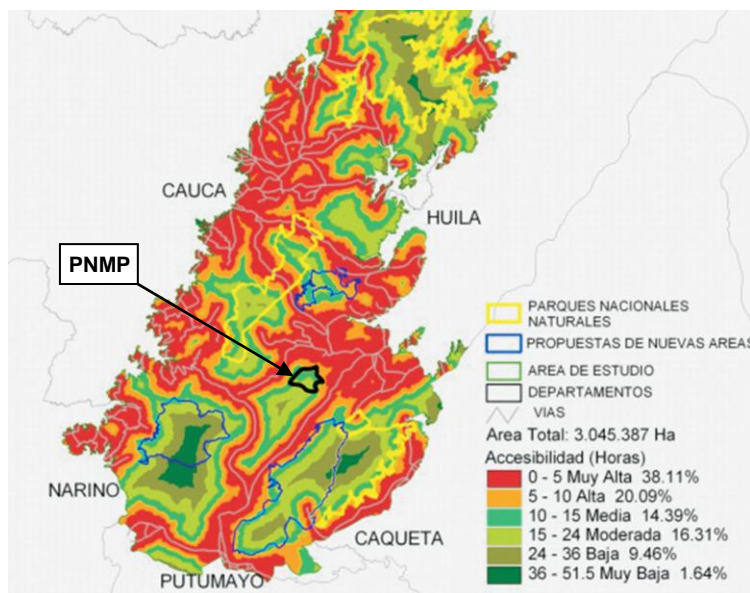 CAUCA
HUILA
PNMP
NARINO
PUTUMAYO
CAQUETA
PARQUES NACIONALES
NATURALES
PROPUESTAS DE NUEVAS AREAS
AREA DE ESTUDIO
DEPARTAMENTOS
VIAS
Area Total: 3.045.387 Ha
Accesibilidad (Horas)
0 - 5 Muy Alta 38.11%
5 - 10 Alta 20.09%
10 - 15 Media 14.39%
15 - 24 Moderada 16.31%
24 - 36 Baja 9.46%
36 - 51.5 Muy Baja 1.64%